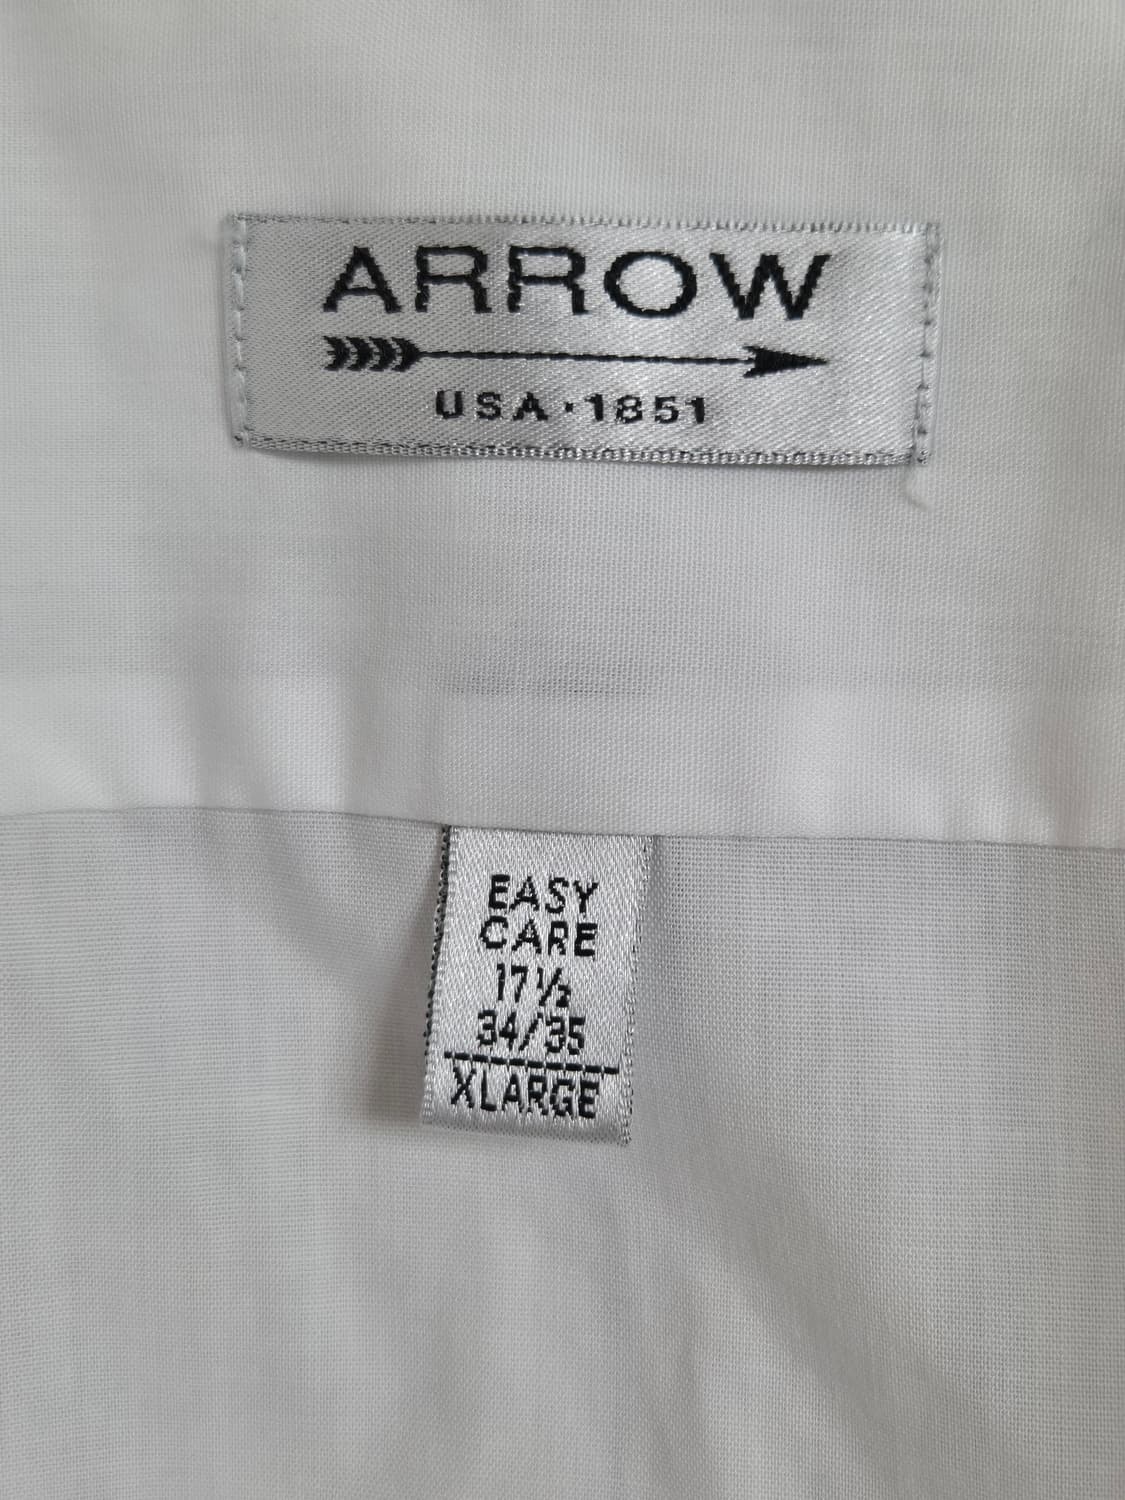 ARROW
USA·1851
EASY
CARE
17½
34/35
XLARGE